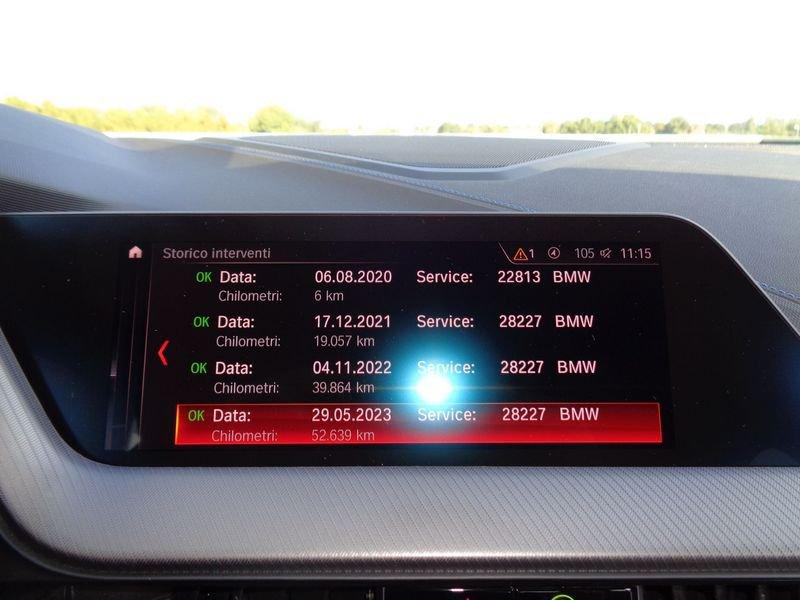 Storico interventi 1 105 11:15
OK Data: 06.08.2020 Service: 22813 BMW
Chilometri: 6 km
OK Data: 17.12.2021 Service: 28227 BMW
Chilometri: 19.057 km
OK Data: 04.11.2022 Service: 28227 BMW
Chilometri: 39.864 km
OK Data: 29.05.2023 Service: 28227 BMW
Chilometri: 52.639 km